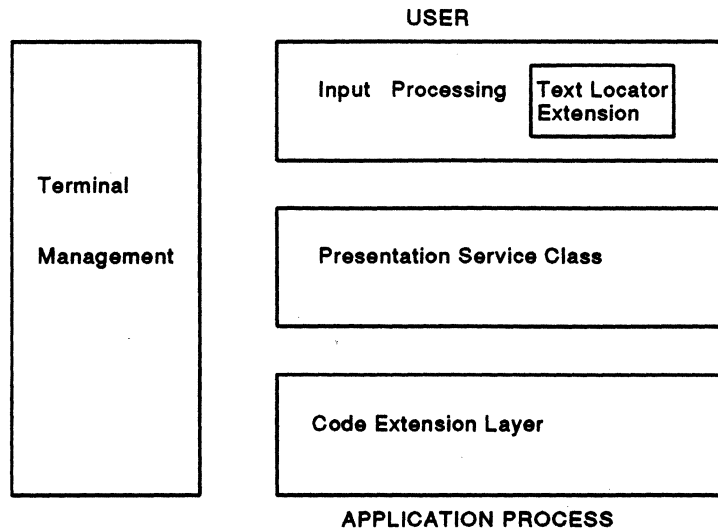 USER
Input Processing
Text Locator
Extension
Terminal
Management
Presentation Service Class
Code Extension Layer
APPLICATION PROCESS